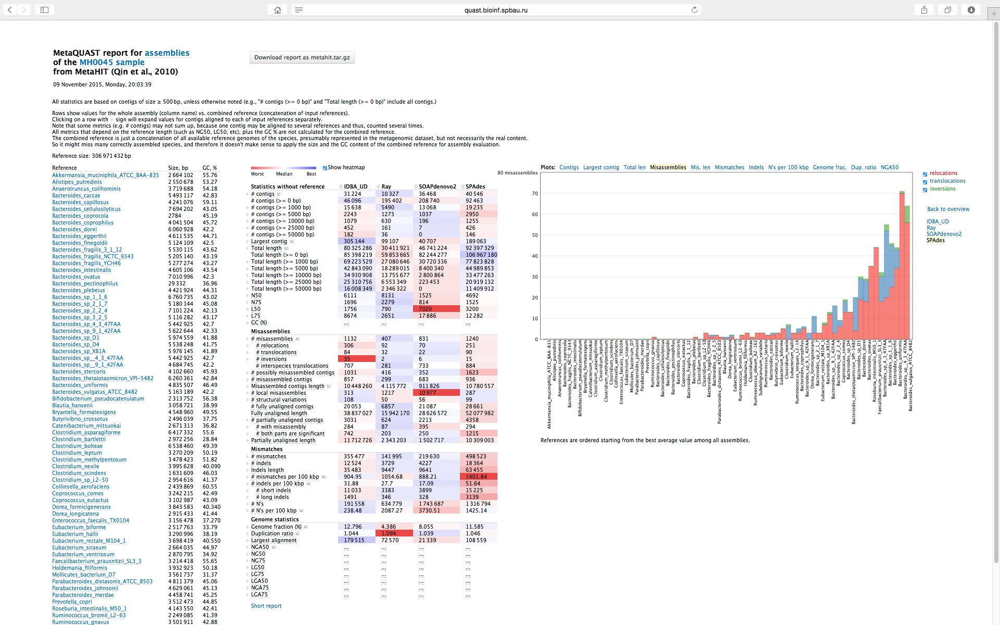 quast.bioinf.spbau.ru
MetaQUAST report for assemblies
of the MH0045 sample
from MetaHIT (Qin et al., 2010)
Download report as metahit.tar.gz
09 November 2015, Monday, 20:03:39
All statistics are based on contigs of size ≥ 500 bp, unless otherwise noted (e.g., "# contigs (>= 0 bp)" and "Total length (>= 0 bp)" include all contigs.)
Rows show values for the whole assembly (column name) vs. combined reference (concatenation of input references).
Clicking on a row with + sign will expand values for contigs aligned to each of input references separately.
Note that some metrics (e.g. # contigs) may not sum up, because one contig may be aligned to several references and thus, counted several times.
All metrics that depend on the reference length (such as NG50, LG50, etc), plus the GC % are not calculated for the combined reference.
The combined reference is just a concatenation of all available reference genomes of the species, presumably represented in the metagenomic dataset, but not necessarily the real content.
So it might miss many correctly assembled species, and therefore it doesn't make sense to apply the size and the GC content of the combined reference for assembly evaluation.
Reference size: 306 971 432 bp
Reference Size, bp GC, %
Akkermansia_muciniphila_ATCC_BAA-835 2 664 102 55.76
Alistipes_putredinis 2 550 678 53.27
Anaerotruncus_colihominis 3 719 688 54.18
Bacteroides_caccae 5 493 117 42.83
Bacteroides_capillosus 4 241 076 59.11
Bacteroides_cellulosilyticus 7 694 202 43.05
Bacteroides_coprocola 2784 45.19
Bacteroides_coprophilus 4 041 504 45.72
Bacteroides_dorei 6 060 928 42.2
Bacteroides_eggerthii 4 611 535 44.71
Bacteroides_finegoldii 5 124 109 42.5
Bacteroides_fragilis_3_1_12 5 530 115 43.62
Bacteroides_fragilis_NCTC_9343 5 205 140 43.19
Bacteroides_fragilis_YCH46 5 277 274 43.27
Bacteroides_intestinalis 4 605 106 43.54
Bacteroides_ovatus 7 010 996 42.3
Bacteroides_pectinophilus 29 332 36.96
Bacteroides_plebeius 4 421 924 44.31
Bacteroides_sp_1_1_6 6 760 735 43.02
Bacteroides_sp_2_1_7 5 180 144 45.08
Bacteroides_sp_2_2_4 7 101 224 42.13
Bacteroides_sp_3_2_5 5 116 282 43.17
Bacteroides_sp_4_3_47FAA 5 442 925 42.7
Bacteroides_sp_9_1_42FAA 5 622 644 42.33
Bacteroides_sp_D1 5 974 559 41.88
Bacteroides_sp_D4 5 538 248 41.75
Bacteroides_sp_XB1A 5 976 145 41.89
Bacteroides_sp__4_3_47FAA 5 442 925 42.7
Bacteroides_sp__9_1_42FAA 4 684 745 42.2
Bacteroides_stercoris 4 102 660 45.93
Bacteroides_thetaiotaomicron_VPI-5482 6 260 361 42.84
Bacteroides_uniformis 4 835 507 46.49
Bacteroides_vulgatus_ATCC_8482 5 163 189 42.2
Bifidobacterium_pseudocatenulatum 2 313 752 56.38
Blautia_hansenii 3 058 721 38.99
Bryantella_formatexigens 4 548 960 49.55
Butyrivibrio_crossotus 2 496 039 37.75
Catenibacterium_mitsuokai 2 671 313 36.82
Clostridium_asparagiforme 6 417 332 55.6
Clostridium_bartlettii 2 972 256 28.84
Clostridium_bolteae 6 538 460 49.39
Clostridium_leptum 3 270 209 50.19
Clostridium_methylpentosum 3 478 423 51.82
Clostridium_nexile 3 995 628 40.090
Clostridium_scindens 1 631 609 46.03
Clostridium_sp_L2-50 2 954 616 41.37
Collinsella_aerofaciens 2 439 869 60.55
Coprococcus_comes 3 242 215 42.49
Coprococcus_eutactus 3 102 987 43.09
Dorea_formicigenerans 3 843 583 40.340
Dorea_longicatena 2 915 433 41.44
Enterococcus_faecalis_TX0104 3 156 478 37.270
Eubacterium_biforme 2 517 763 33.79
Eubacterium_hallii 3 290 996 38.19
Eubacterium_rectale_M104_1 3 698 419 40.550
Eubacterium_siraeum 2 664 035 44.97
Eubacterium_ventriosum 2 870 795 34.92
Faecalibacterium_prausnitzii_SL3_3 3 214 418 55.65
Holdemania_filiformis 3 932 923 50.18
Mollicutes_bacterium_D7 3 561 737 31.37
Parabacteroides_distasonis_ATCC_8503 4 811 379 45.06
Parabacteroides_johnsonii 4 629 061 45.13
Parabacteroides_merdae 4 458 741 45.25
Prevotella_copri 3 512 473 44.85
Roseburia_intestinalis_M50_1 4 143 550 42.41
Ruminococcus_bromii_L2-63 2 249 085 41.39
Ruminococcus_gnavus 3 501 911 42.88
Worst Median Best
Show heatmap
Statistics without reference IDBA_UD Ray SOAPdenovo2 SPAdes
# contigs 31 224 10 327 36 468 40 546
# contigs (>= 0 bp) 46 096 195 402 208 740 92 463
# contigs (>= 1000 bp) 15 638 5490 13 068 19 235
# contigs (>= 5000 bp) 2243 1273 1037 2950
# contigs (>= 10000 bp) 1079 630 196 1255
# contigs (>= 25000 bp) 452 161 7 426
# contigs (>= 50000 bp) 182 36 0 146
Largest contig 305 144 99 107 40 707 189 063
Total length 80 325 286 30 411 921 46 741 224 92 397 329
Total length (>= 0 bp) 85 398 219 59 853 665 82 244 277 106 967 180
Total length (>= 1000 bp) 69 223 529 27 080 646 30 720 336 77 823 828
Total length (>= 5000 bp) 42 843 090 18 289 015 8 400 340 44 989 853
Total length (>= 10000 bp) 34 930 908 13 755 677 2 800 864 33 477 263
Total length (>= 25000 bp) 25 310 756 6 553 349 223 453 20 919 132
Total length (>= 50000 bp) 16 008 349 2 346 322 0 11 409 912
N50 6111 8131 1525 4692
N75 1696 2279 814 1525
L50 1756 790 7020 3200
L75 8674 2651 17 886 12 282
GC (%) ... ... ... ...
Misassemblies
# misassemblies 1132 407 831 1240
# relocations 306 92 70 251
# translocations 84 32 22 90
# inversions 35 2 6 15
# interspecies translocations 707 281 733 884
# possibly misassembled contigs 1031 416 352 1623
# misassembled contigs 857 299 683 936
Misassembled contigs length 10 448 260 4 115 772 911 826 10 780 557
# local misassemblies 313 1217 10 977 287
# structural variations 108 50 56 99
# fully unaligned contigs 20 053 6857 21 087 28 661
Fully unaligned length 38 837 027 15 942 170 28 626 572 52 077 982
# partially unaligned contigs 3031 624 2213 4358
# with misassembly 284 87 395 294
# both parts are significant 742 203 250 1215
Partially unaligned length 11 712 726 2 343 203 1 502 717 10 309 003
Mismatches
# mismatches 355 477 141 995 219 630 498 523
# indels 12 524 3729 4227 18 364
Indels length 35 483 9447 9641 63 455
# mismatches per 100 kbp 904.95 1054.68 888.21 1401.84
# indels per 100 kbp 31.88 27.7 17.09 51.64
# short indels 11 033 3383 3899 15 225
# long indels 1491 346 328 3139
# N's 191 558 634 779 1 743 687 1 316 794
# N's per 100 kbp 238.48 2087.27 3730.51 1425.14
Genome statistics
Genome fraction (%) 12.796 4.386 8.055 11.585
Duplication ratio 1.044 1.094 1.039 1.046
Largest alignment 179 515 72 570 21 339 108 559
NGA50 ... ... ... ...
NG50 ... ... ... ...
NG75 ... ... ... ...
LG50 ... ... ... ...
LG75 ... ... ... ...
LGA50 ... ... ... ...
NGA75 ... ... ... ...
LGA75 ... ... ... ...
Short report
Plots: Contigs Largest contig Total len Misassemblies Mis. len Mismatches Indels N's per 100 kbp Genome frac. Dup. ratio NGA50
80 misassemblies
70
60
50
40
30
20
10
0
relocations
translocations
inversions
Back to overview
IDBA_UD
Ray
SOAPdenovo2
SPAdes
Akkermansia_muciniphila_ATCC_BAA-835
Alistipes_putredinis
Anaerotruncus_colihominis
Bacteroides_coprocola
Bacteroides_fragilis_NCTC_9343
Bacteroides_intestinalis
Bifidobacterium_pseudocatenulatum
Bryantella_formatexigens
Catenibacterium_mitsuokai
Clostridium_asparagiforme
Clostridium_leptum
Clostridium_methylpentosum
Clostridium_scindens
Collinsella_aerofaciens
Enterococcus_faecalis_TX0104
Eubacterium_siraeum
Mollicutes_bacterium_D7
Parabacteroides_johnsonii
Parabacteroides_merdae
Prevotella_copri
Ruminococcus_gnavus
Bacteroides_capillosus
Bacteroides_cellulosilyticus
Bacteroides_finegoldii
Bacteroides_pectinophilus
Bacteroides_stercoris
Coprococcus_eutactus
Bacteroides_fragilis_3_1_12
Bacteroides_plebeius
Clostridium_bartlettii
Clostridium_sp_L2-50
Bacteroides_fragilis_YCH46
Bacteroides_sp_3_2_5
Parabacteroides_distasonis_ATCC_8503
Blautia_hansenii
Dorea_longicatena
Eubacterium_ventriosum
Ruminococcus_bromii_L2-63
Holdemania_filiformis
Clostridium_bolteae
Ruminococcus_obeum_A2-162
Subdoligranulum_variabile
Ruminococcus_lactaris
Bacteroides_caccae
Butyrivibrio_crossotus
Eubacterium_biforme
Clostridium_nexile
Eubacterium_hallii
Ruminococcus_torques_L2-14
Bacteroides_coprophilus
Bacteroides_sp_9_1_42FAA
Dorea_formicigenerans
Bacteroides_sp_2_1_7
Eubacterium_rectale_M104_1
Bacteroides_sp_XB1A
Bacteroides_sp__9_1_42FAA
Bacteroides_sp_2_2_4
Coprococcus_comes
Bacteroides_sp_D4
Bacteroides_thetaiotaomicron_VPI-5482
Bacteroides_sp_D1
Bacteroides_dorei
Bacteroides_ovatus
Roseburia_intestinalis_M50_1
Faecalibacterium_prausnitzii_SL3_3
Bacteroides_sp_4_3_47FAA
Bacteroides_sp_1_1_6
Bacteroides_eggerthii
Bacteroides_uniformis
Bacteroides_sp__4_3_47FAA
Bacteroides_vulgatus_ATCC_8482
References are ordered starting from the best average value among all assemblies.